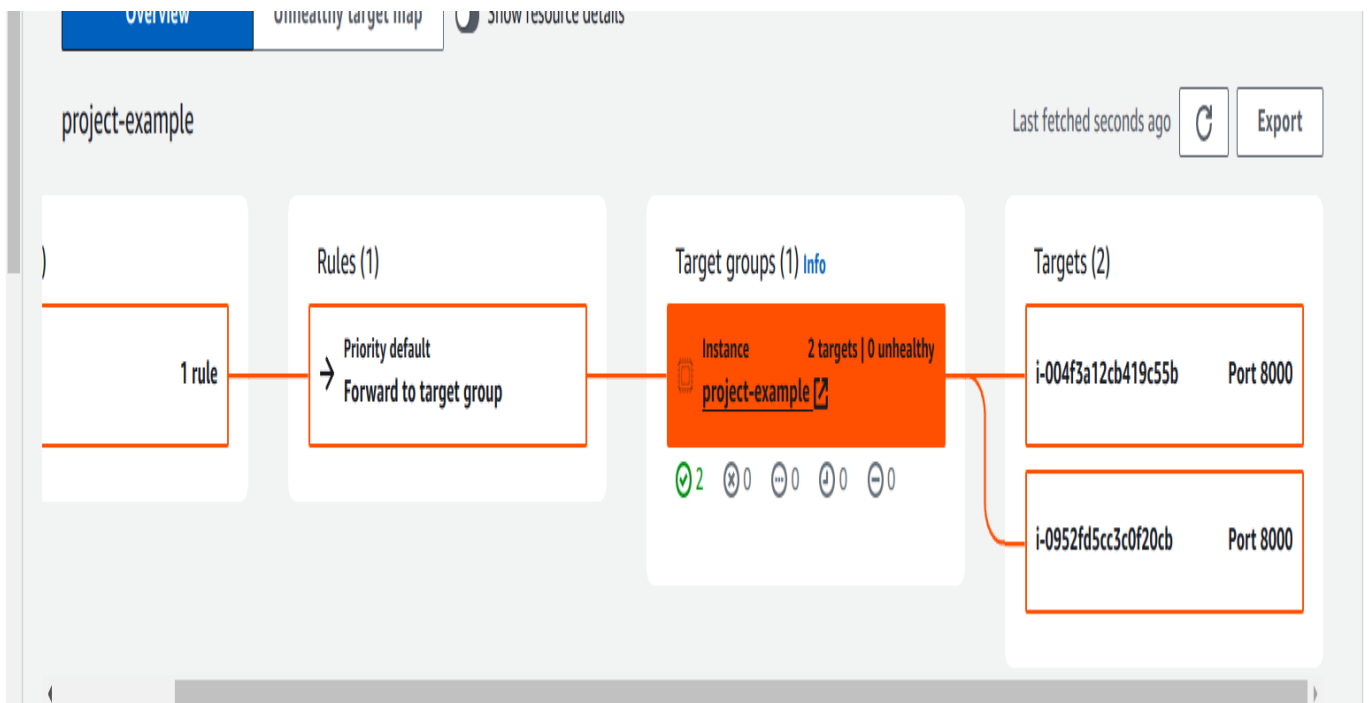 Overview
Unhealthy target map
Show resource details
project-example
Last fetched seconds ago
Export
)
1 rule
Rules (1)
Priority default
Forward to target group
Target groups (1) Info
Instance 2 targets | 0 unhealthy
project-example
2 0 0 0 0
Targets (2)
i-004f3a12cb419c55b Port 8000
i-0952fd5cc3c0f20cb Port 8000